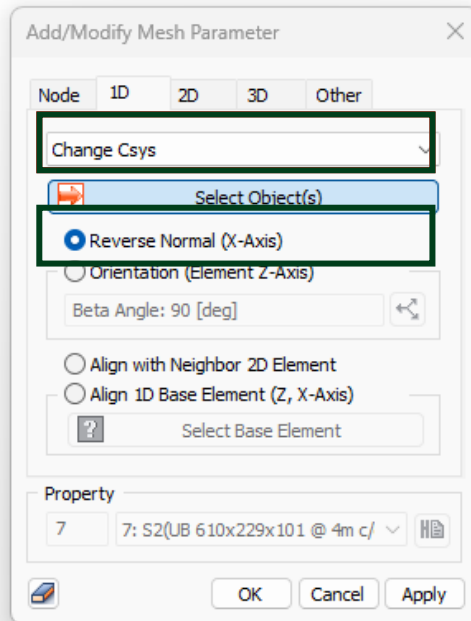 Add/Modify Mesh Parameter
Node 1D 2D 3D Other
Change Csys
Select Object(s)
Reverse Normal (X-Axis)
Orientation (Element Z-Axis)
Beta Angle: 90 [deg]
Align with Neighbor 2D Element
Align 1D Base Element (Z, X-Axis)
? Select Base Element
Property
7 7: S2(UB 610x229x101 @ 4m c/
OK Cancel Apply